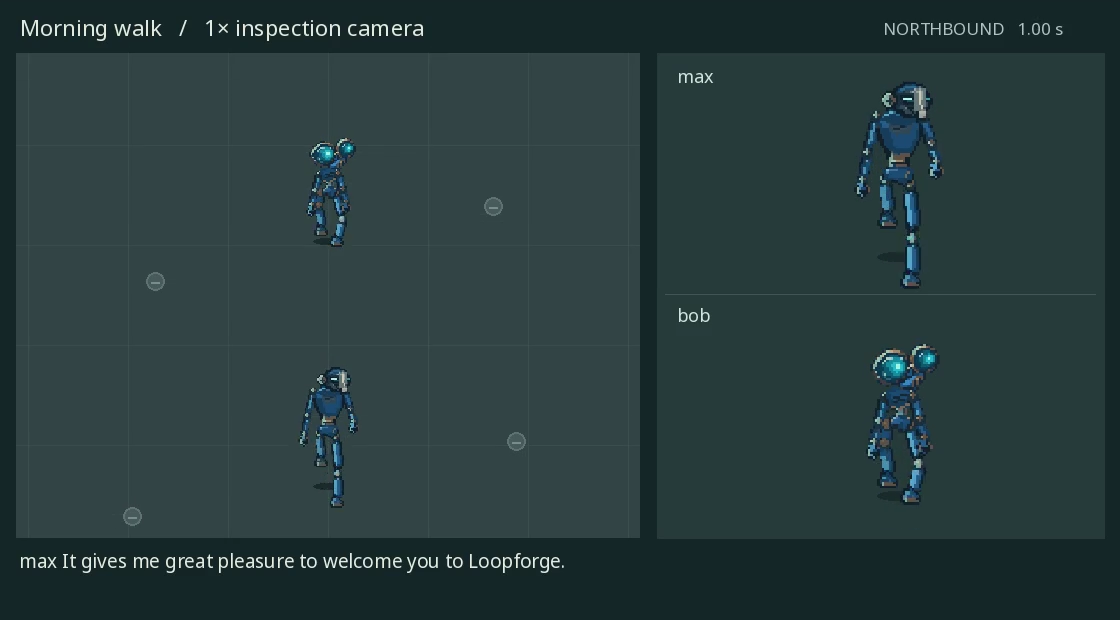 Morning walk / 1× inspection camera
NORTHBOUND 1.00 s
max
bob
max It gives me great pleasure to welcome you to Loopforge.